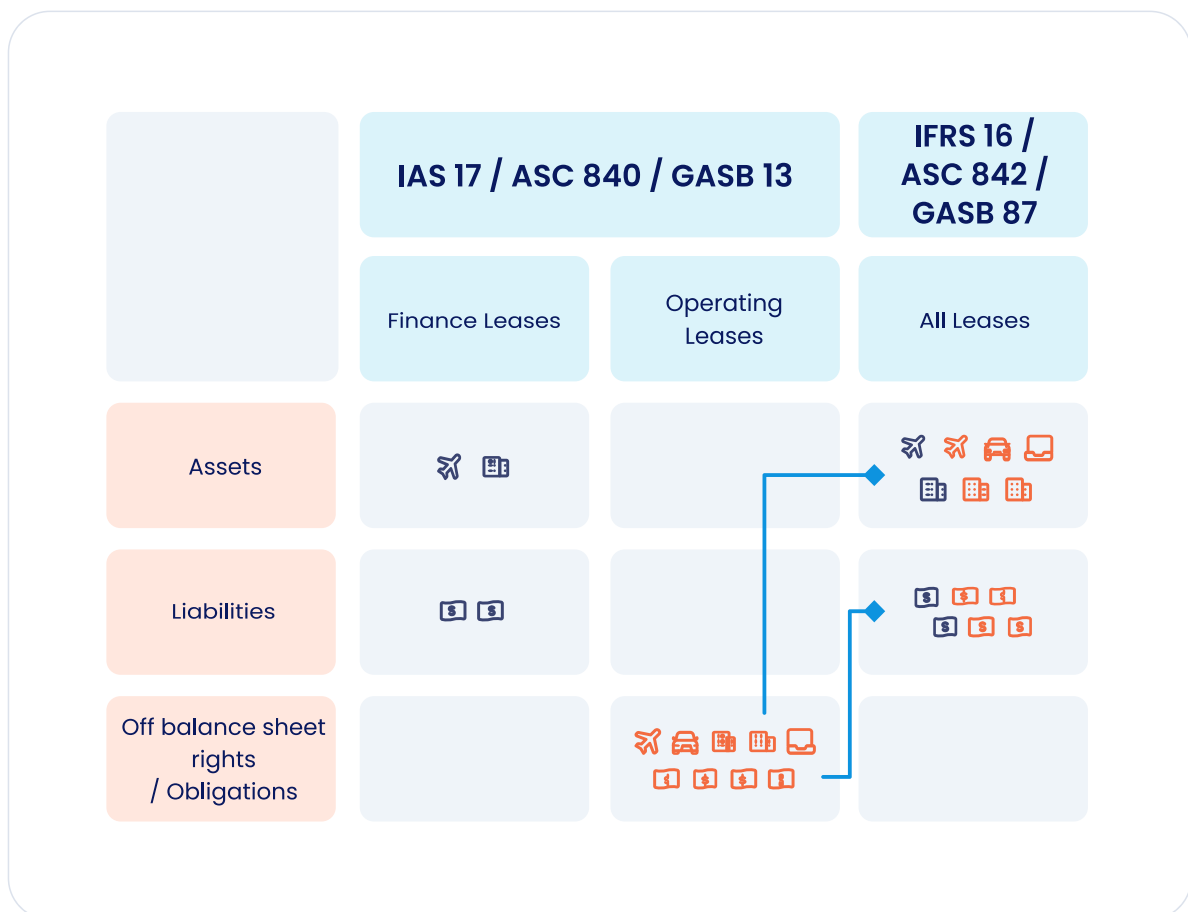 IAS 17 / ASC 840 / GASB 13
IFRS 16 /
ASC 842 /
GASB 87
Finance Leases
Operating
Leases
All Leases
Assets
Liabilities
Off balance sheet
rights
/ Obligations